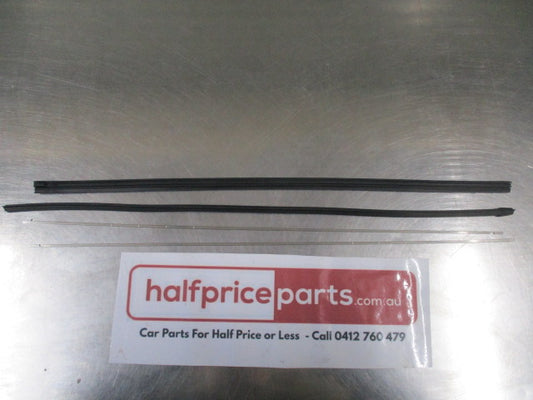 halfpriceparts.com.au
Car Parts For Half Price or Less - Call 0412 760 479